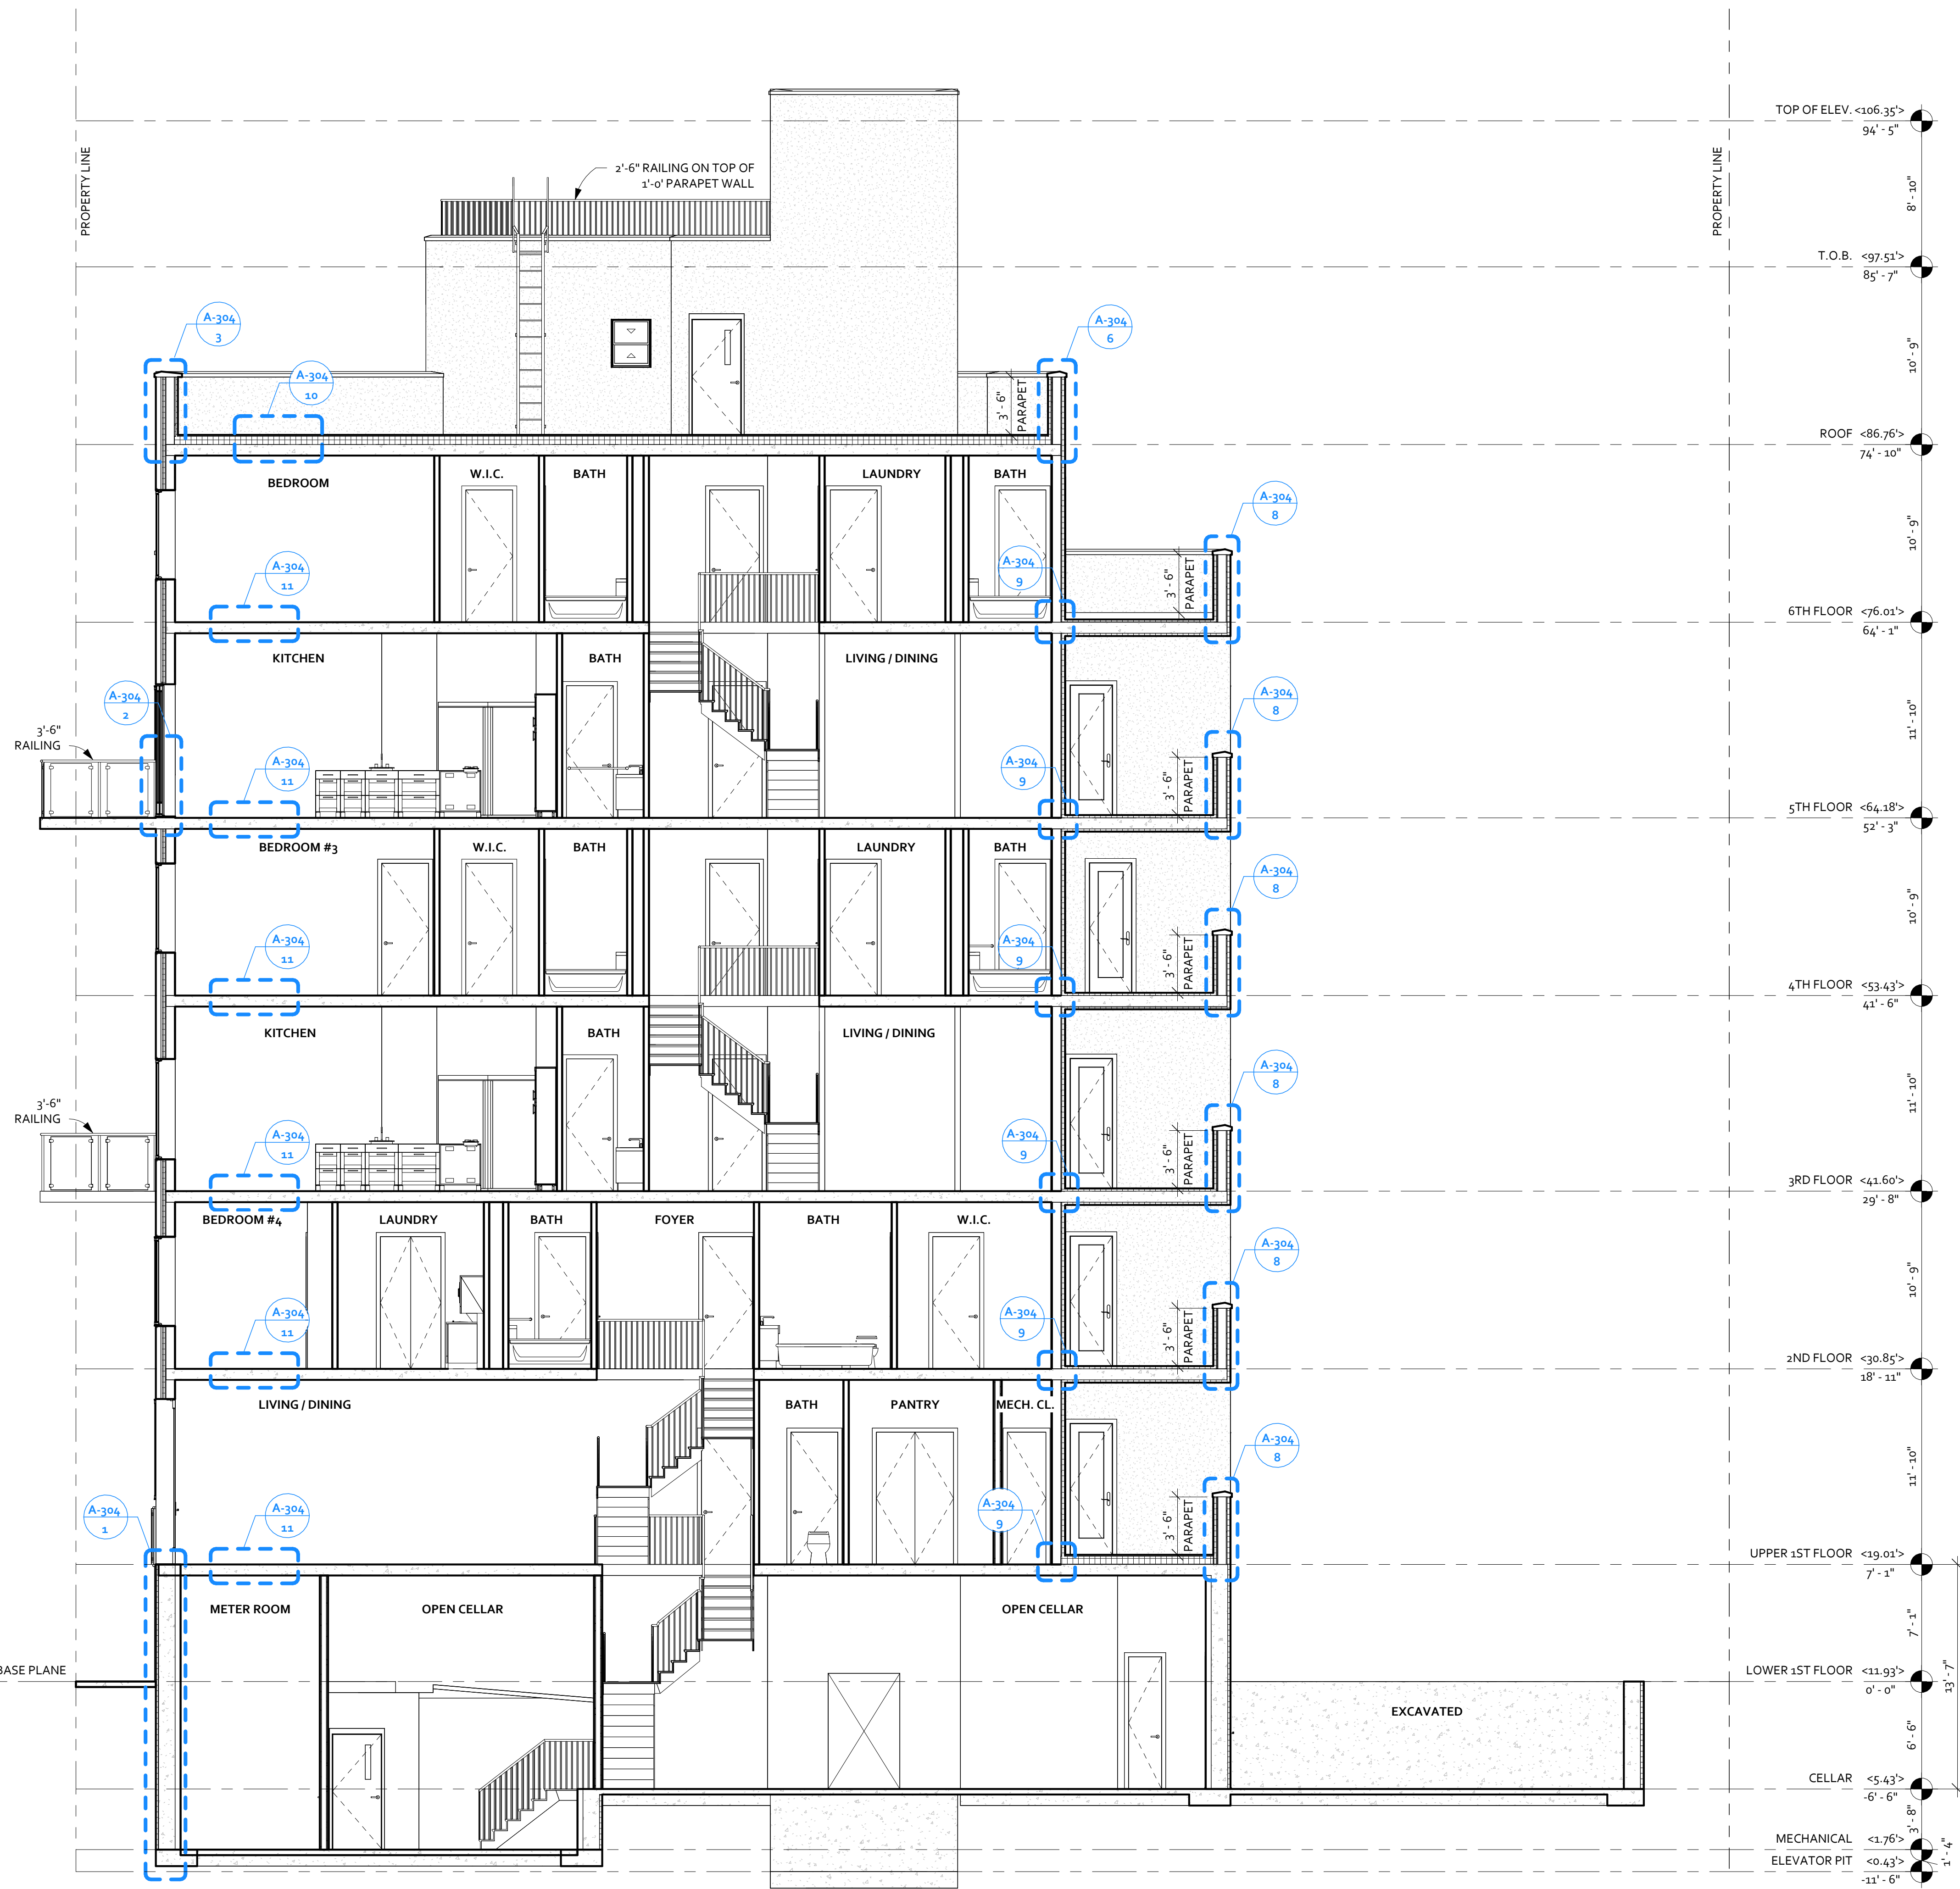 TOP OF ELEV. <106.35'>
94' - 5"
PROPERTY LINE
PROPERTY LINE
2'-6" RAILING ON TOP OF
1'-0' PARAPET WALL
8' - 10"
T.O.B. <97.51'>
85' - 7"
A-304
3
A-304
6
A-304
10
10' - 9"
3' - 6"
PARAPET
ROOF <86.76'>
74' - 10"
BEDROOM
W.I.C.
BATH
LAUNDRY
BATH
A-304
8
A-304
11
A-304
9
3' - 6"
PARAPET
10' - 9"
6TH FLOOR <76.01'>
64' - 1"
KITCHEN
BATH
LIVING / DINING
A-304
2
A-304
8
3'-6"
RAILING
A-304
11
A-304
9
3' - 6"
PARAPET
11' - 10"
5TH FLOOR <64.18'>
52' - 3"
BEDROOM #3
W.I.C.
BATH
LAUNDRY
BATH
A-304
8
A-304
11
A-304
9
3' - 6"
PARAPET
10' - 9"
4TH FLOOR <53.43'>
41' - 6"
KITCHEN
BATH
LIVING / DINING
A-304
8
3'-6"
RAILING
A-304
11
A-304
9
3' - 6"
PARAPET
11' - 10"
3RD FLOOR <41.60'>
29' - 8"
BEDROOM #4
LAUNDRY
BATH
FOYER
BATH
W.I.C.
A-304
8
A-304
11
A-304
9
3' - 6"
PARAPET
10' - 9"
2ND FLOOR <30.85'>
18' - 11"
LIVING / DINING
BATH
PANTRY
MECH. CL.
A-304
8
A-304
1
A-304
11
A-304
9
3' - 6"
PARAPET
11' - 10"
UPPER 1ST FLOOR <19.01'>
7' - 1"
METER ROOM
OPEN CELLAR
OPEN CELLAR
7' - 1"
BASE PLANE
LOWER 1ST FLOOR <11.93'>
0' - 0"
13' - 7"
EXCAVATED
6' - 6"
CELLAR <5.43'>
-6' - 6"
3' - 8"
MECHANICAL <1.76'>
ELEVATOR PIT <0.43'>
-11' - 6"
1' - 4"